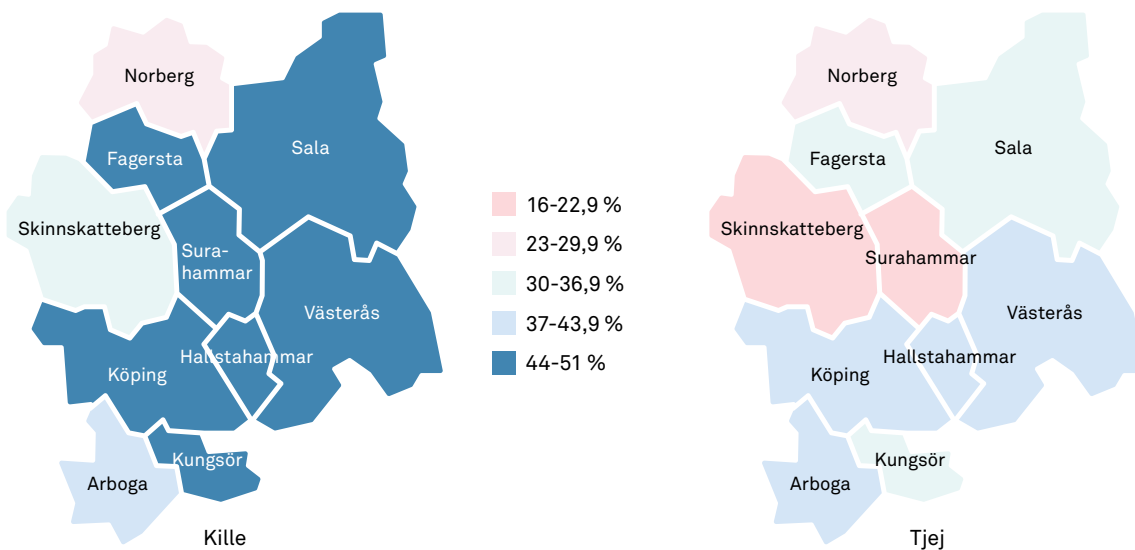 Norberg
Fagersta
Sala
Skinnskatteberg
Sura-
hammar
Västerås
Hallstahammar
Köping
Kungsör
Arboga
Kille
16-22,9 %
23-29,9 %
30-36,9 %
37-43,9 %
44-51 %
Norberg
Fagersta
Sala
Skinnskatteberg
Surahammar
Västerås
Hallstahammar
Köping
Kungsör
Arboga
Tjej